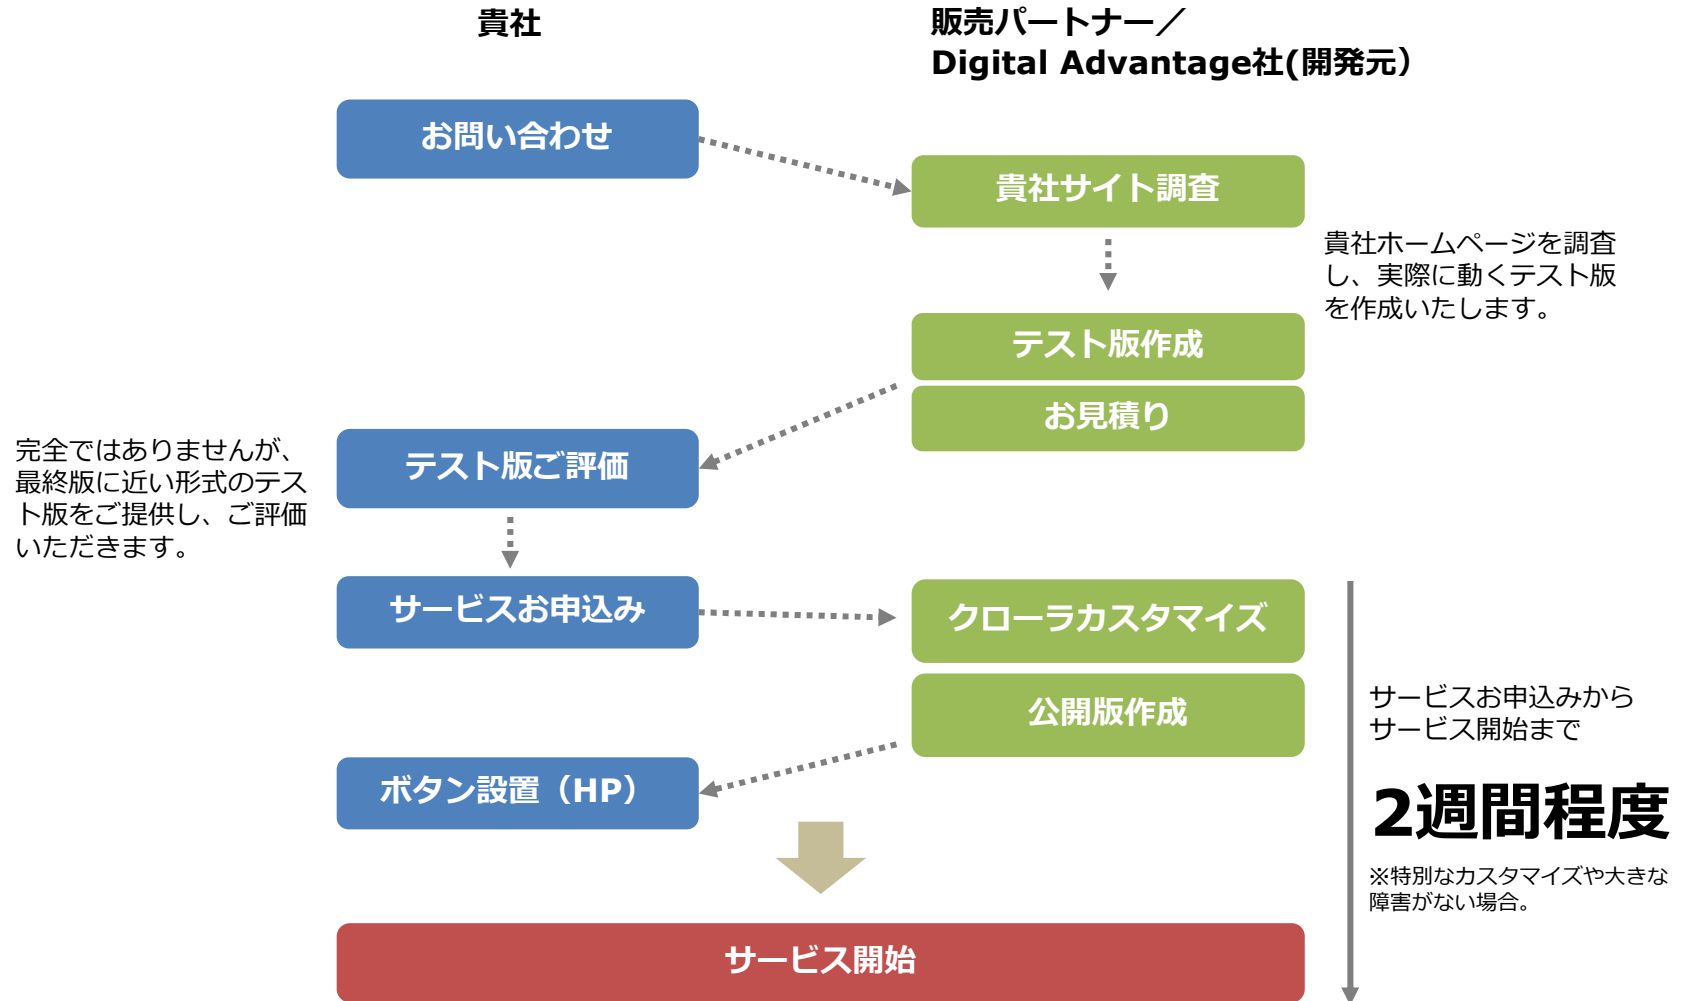 貴社
販売パートナー／
Digital Advantage社(開発元）
お問い合わせ
貴社サイト調査
貴社ホームページを調査
し、実際に動くテスト版
を作成いたします。
テスト版作成
お見積り
完全ではありませんが、
最終版に近い形式のテス
ト版をご提供し、ご評価
いただきます。
テスト版ご評価
サービスお申込み
クローラカスタマイズ
公開版作成
サービスお申込みから
サービス開始まで
2週間程度
※特別なカスタマイズや大きな
障害がない場合。
ボタン設置（HP）
サービス開始